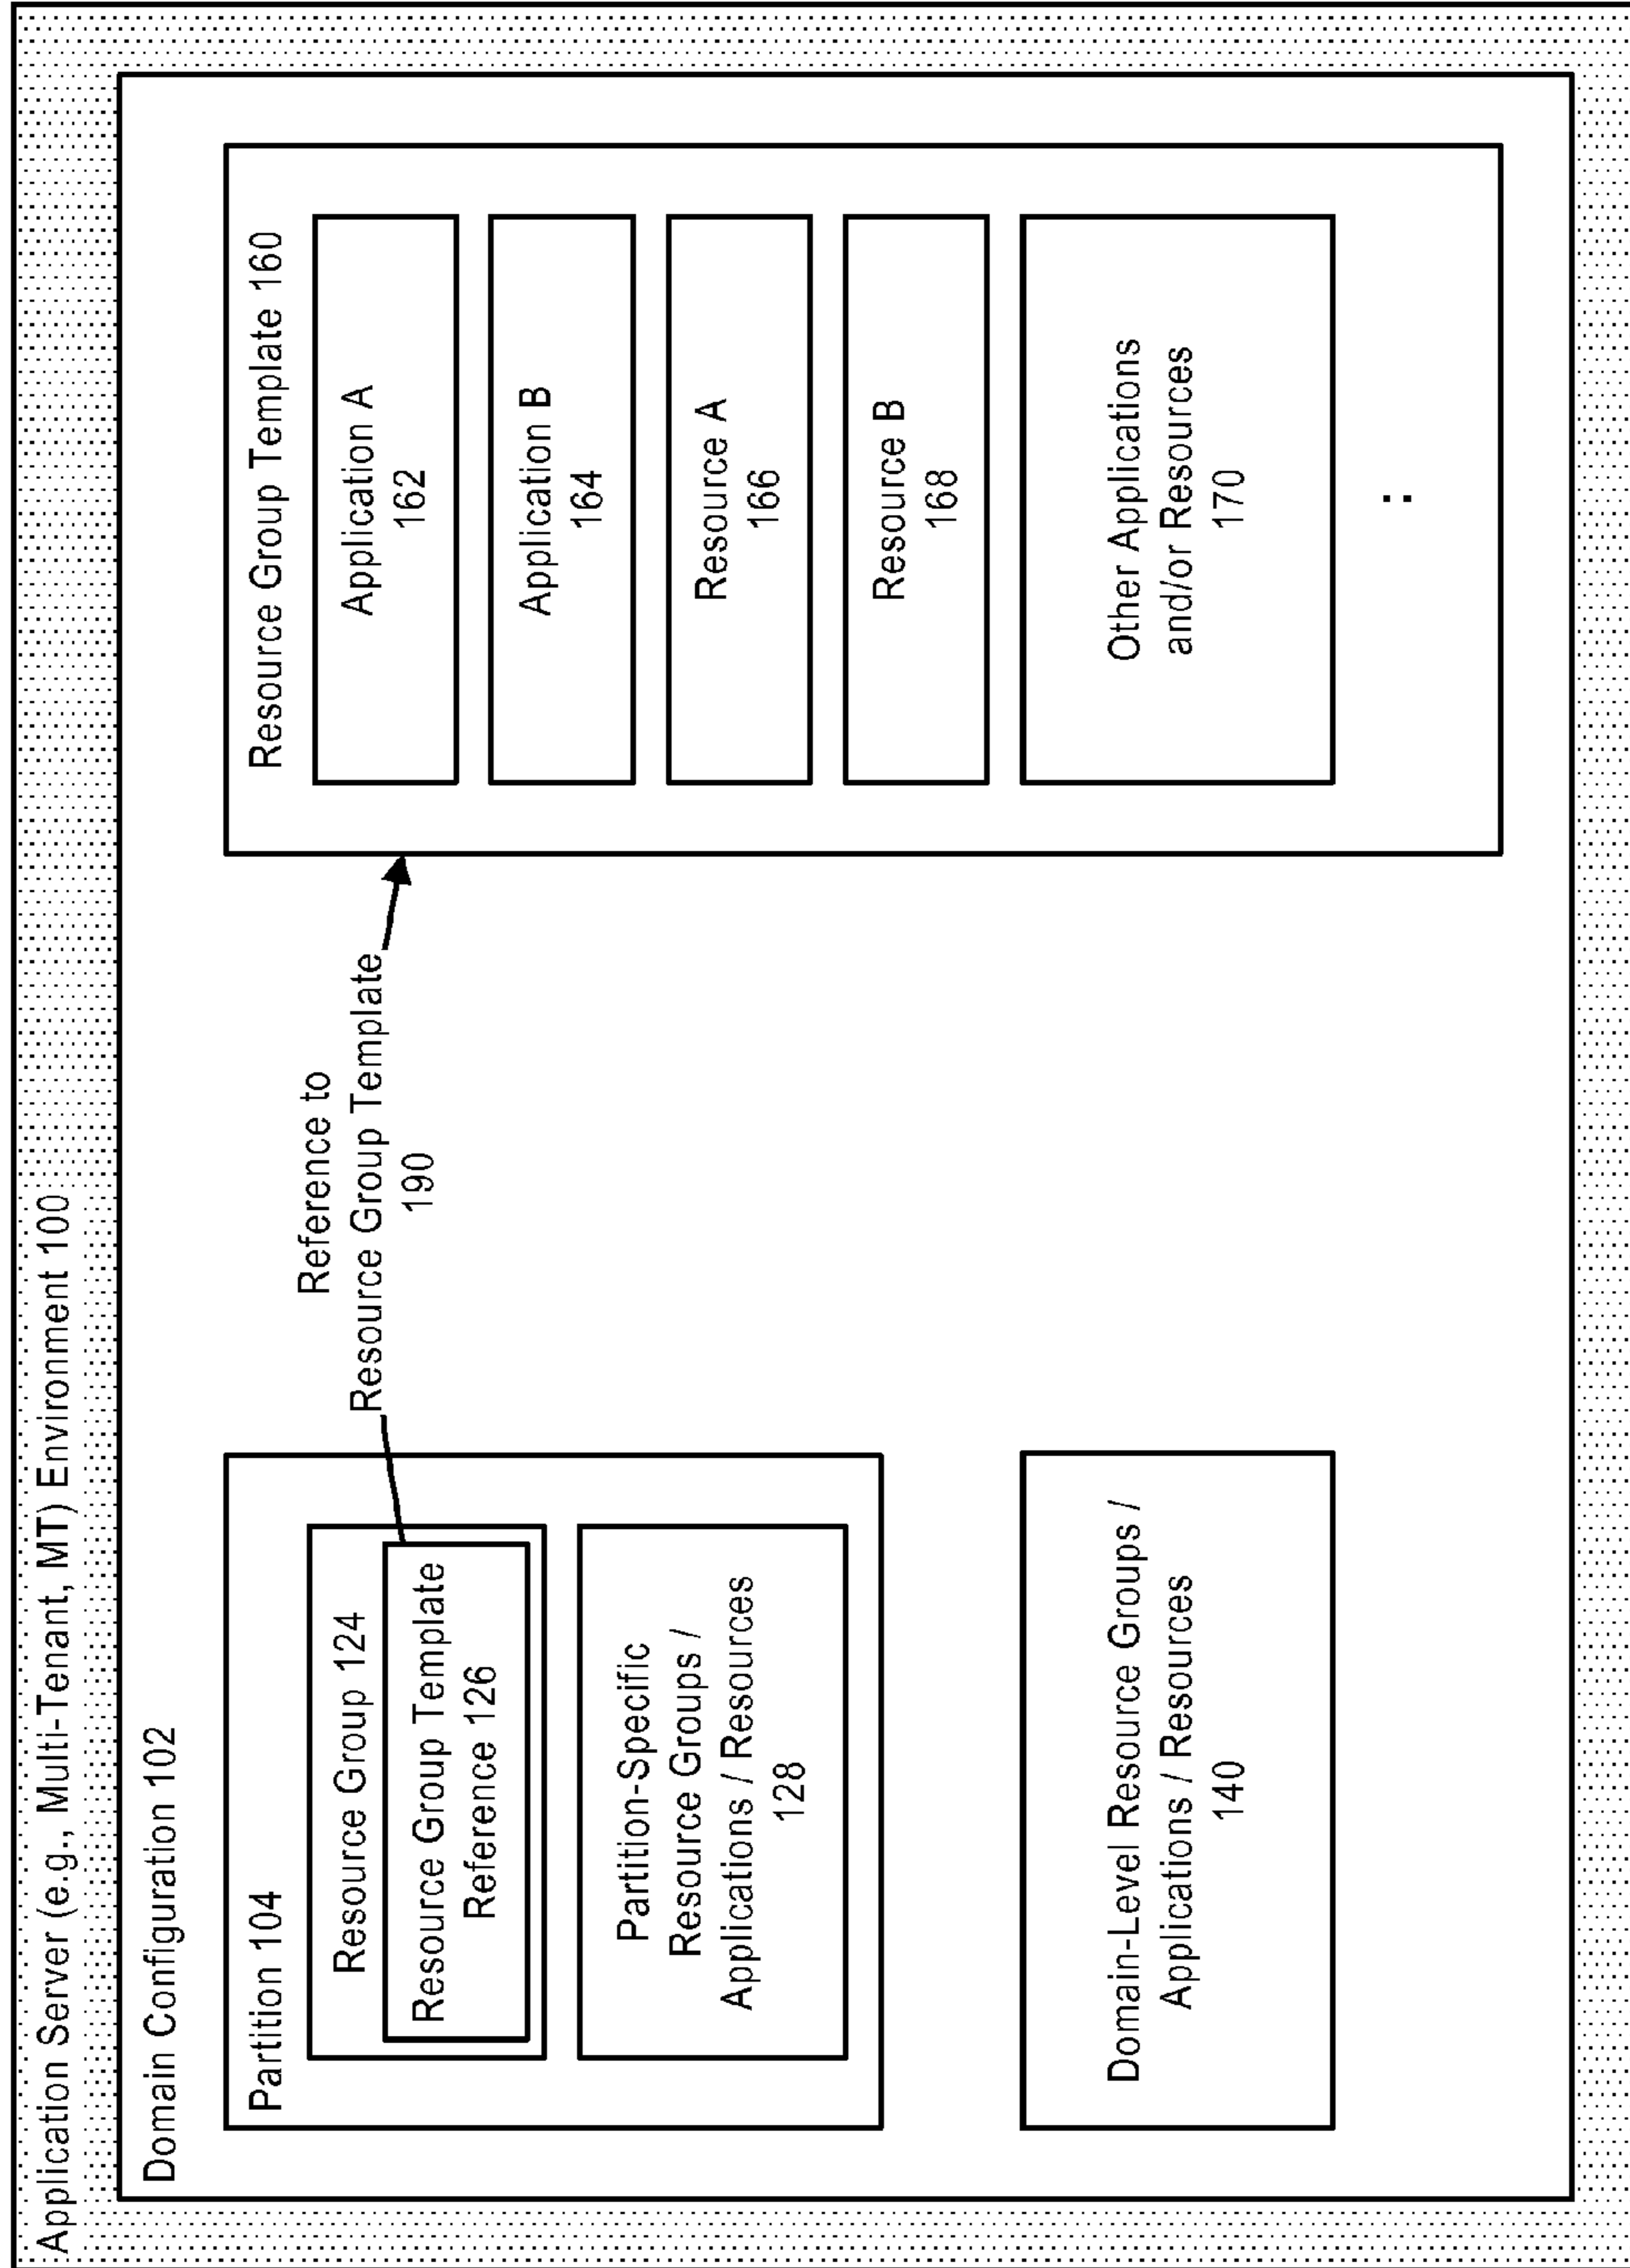 Application Server (e.g., Multi-Tenant, MT) Environment 100
Domain Configuration 102
Partition 104
Resource Group 124
Resource Group Template
Reference 126
Partition-Specific
Resource Groups /
Applications / Resources
128
Domain-Level Resource Groups /
Applications / Resources
140
Reference to
Resource Group Template
190
Resource Group Template 160
Application A
162
Application B
164
Resource A
166
Resource B
168
Other Applications
and/or Resources
170
: